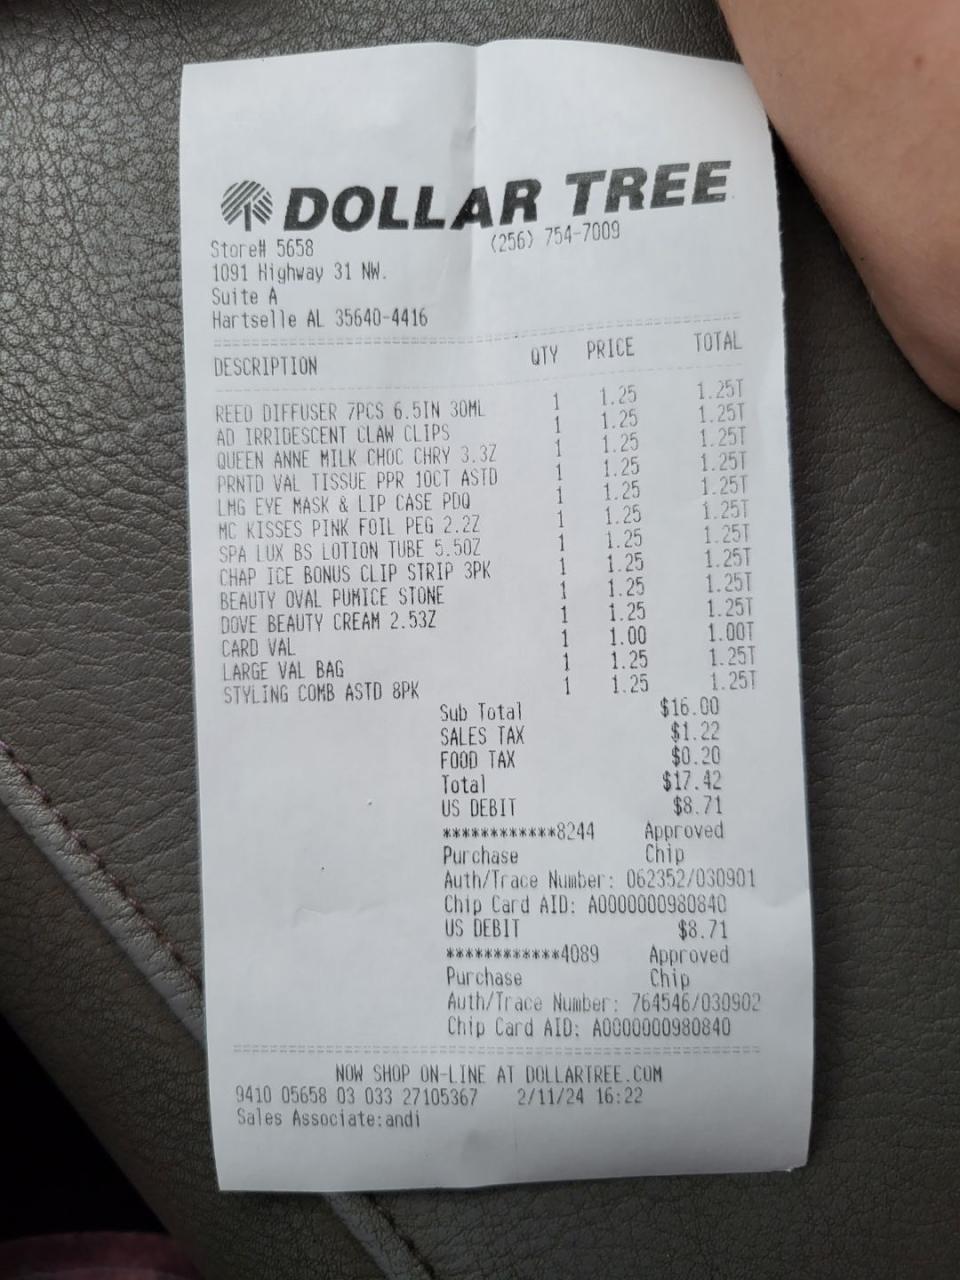 DOLLAR TREE
Store# 5658 (256) 754-7009
1091 Highway 31 NW.
Suite A
Hartselle AL 35640-4416
DESCRIPTION QTY PRICE TOTAL
REED DIFFUSER 7PCS 6.5IN 30ML 1 1.25 1.25T
AD IRRIDESCENT CLAW CLIPS 1 1.25 1.25T
QUEEN ANNE MILK CHOC CHRY 3.3Z 1 1.25 1.25T
PRNTD VAL TISSUE PPR 10CT ASTD 1 1.25 1.25T
LMG EYE MASK & LIP CASE PDQ 1 1.25 1.25T
MC KISSES PINK FOIL PEG 2.2Z 1 1.25 1.25T
SPA LUX BS LOTION TUBE 5.5OZ 1 1.25 1.25T
CHAP ICE BONUS CLIP STRIP 3PK 1 1.25 1.25T
BEAUTY OVAL PUMICE STONE 1 1.25 1.25T
DOVE BEAUTY CREAM 2.53Z 1 1.25 1.25T
CARD VAL 1 1.00 1.00T
LARGE VAL BAG 1 1.25 1.25T
STYLING COMB ASTD 8PK 1 1.25 1.25T
Sub Total $16.00
SALES TAX $1.22
FOOD TAX $0.20
Total $17.42
US DEBIT $8.71
************8244 Approved
Purchase Chip
Auth/Trace Number: 062352/030901
Chip Card AID: A0000000980840
US DEBIT $8.71
************4089 Approved
Purchase Chip
Auth/Trace Number: 764546/030902
Chip Card AID: A0000000980840
NOW SHOP ON-LINE AT DOLLARTREE.COM
9410 05658 03 033 27105367 2/11/24 16:22
Sales Associate:andi